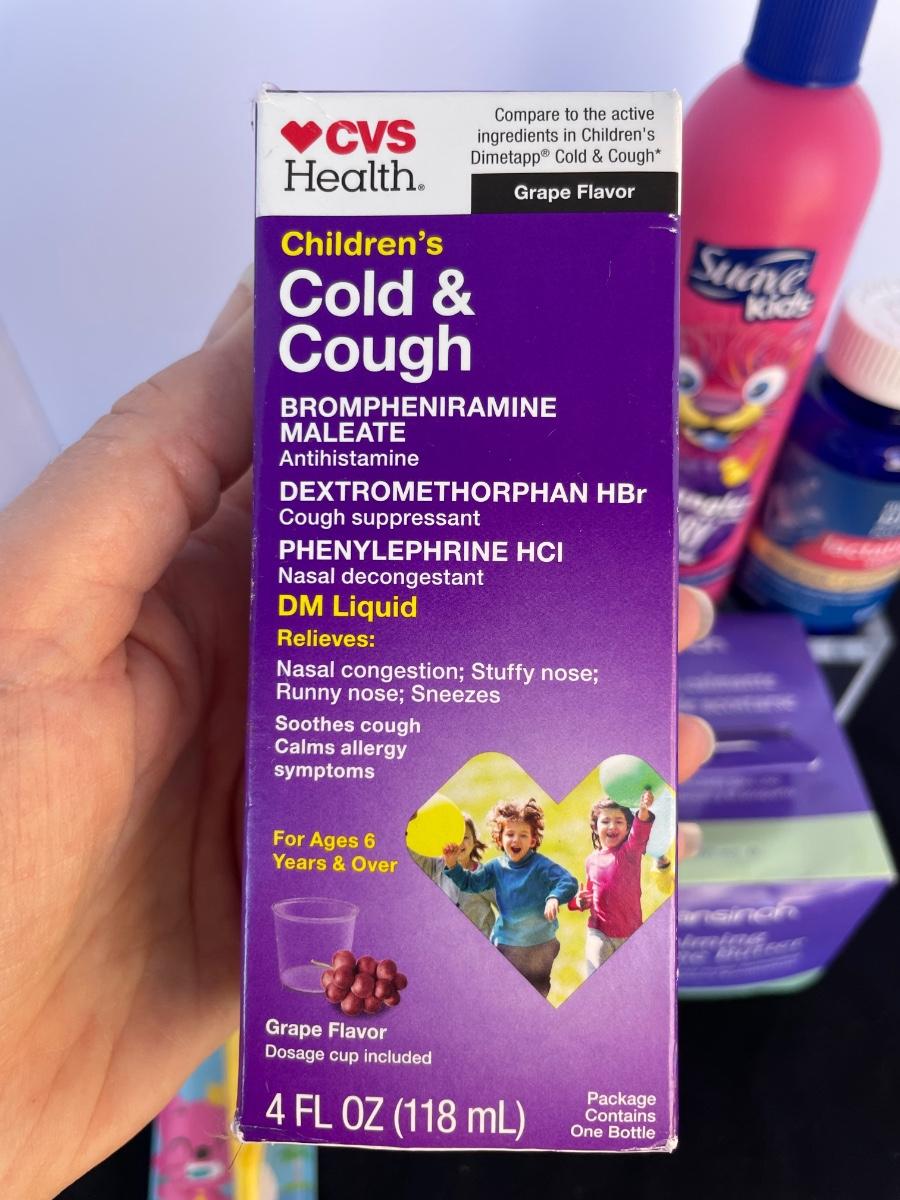 CVS
Health®
Compare to the active
ingredients in Children's
Dimetapp® Cold & Cough*
Grape Flavor
Children's
Cold &
Cough
BROMPHENIRAMINE
MALEATE
Antihistamine
DEXTROMETHORPHAN HBr
Cough suppressant
PHENYLEPHRINE HCl
Nasal decongestant
DM Liquid
Relieves:
Nasal congestion; Stuffy nose;
Runny nose; Sneezes
Soothes cough
Calms allergy
symptoms
For Ages 6
Years & Over
Grape Flavor
Dosage cup included
4 FL OZ (118 mL)
Package
Contains
One Bottle
Suave
kids